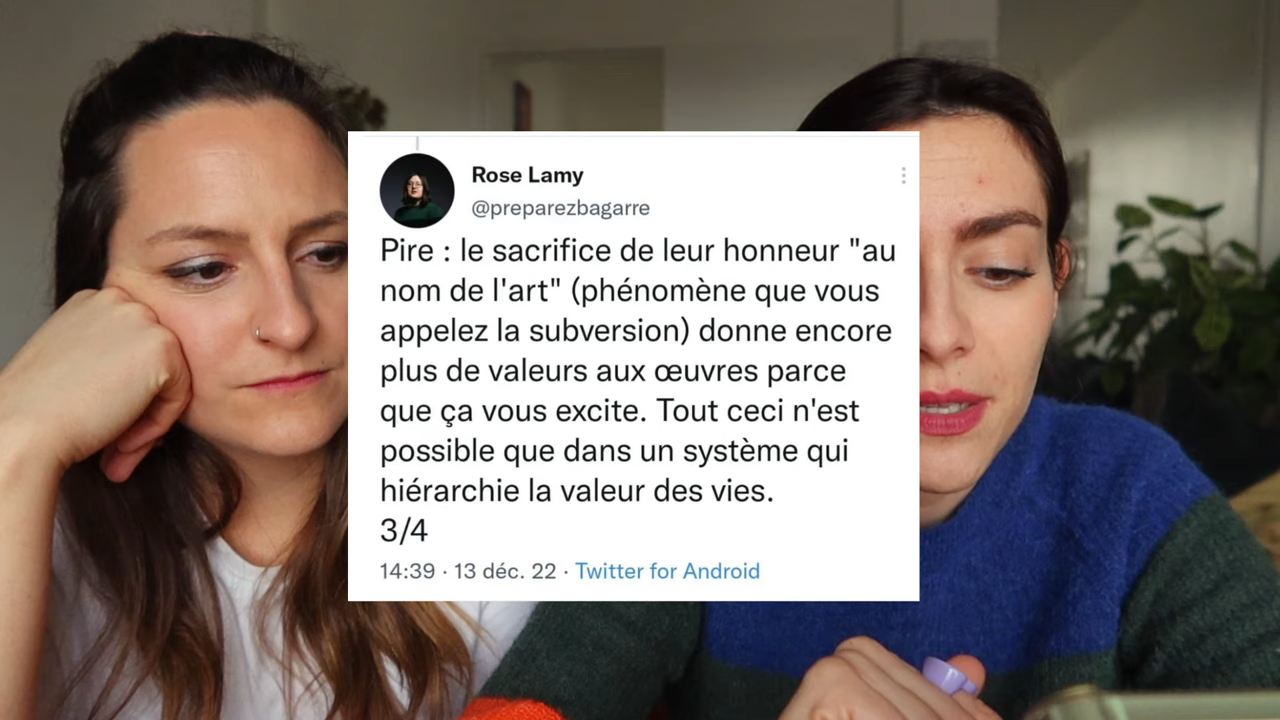 Rose Lamy
@preparezbagarre
Pire : le sacrifice de leur honneur "au
nom de l'art" (phénomène que vous
appelez la subversion) donne encore
plus de valeurs aux œuvres parce
que ça vous excite. Tout ceci n'est
possible que dans un système qui
hiérarchie la valeur des vies.
3/4
14:39 · 13 déc. 22 · Twitter for Android